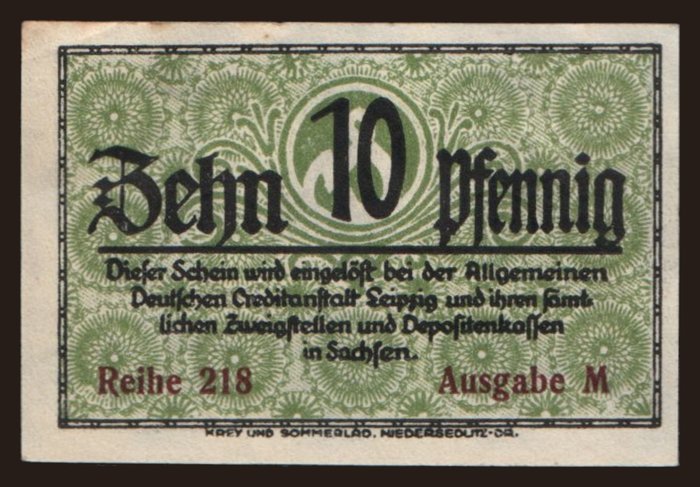 Zehn 10 Pfennig
Dieser Schein wird eingelöst bei der Allgemeinen
Deutschen Creditanstalt Leipzig und ihren sämt-
lichen Zweigstellen und Depositenkassen
in Sachsen.
Reihe 218 Ausgabe M
KREY UND SOMMERLAD. NIEDERSEDLITZ-DR.